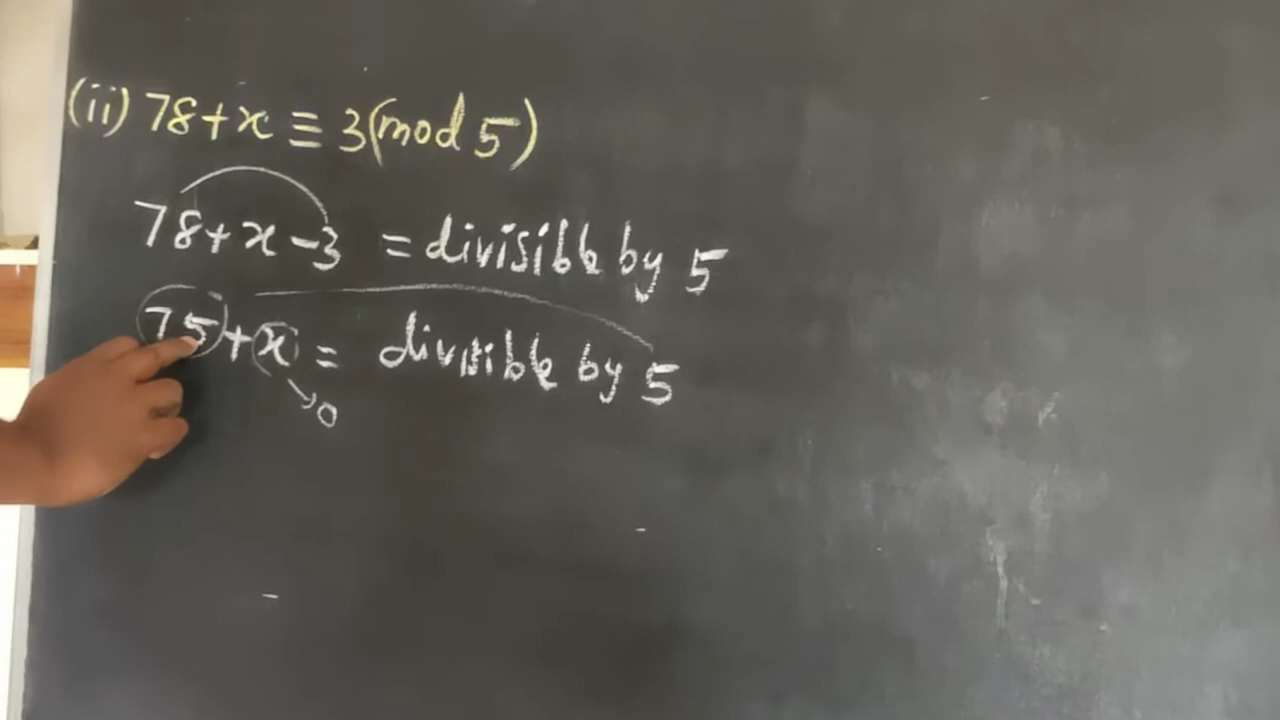 (ii) 78+x ≡ 3(mod 5)
78+x-3 = divisible by 5
75+x = divisible by 5
0